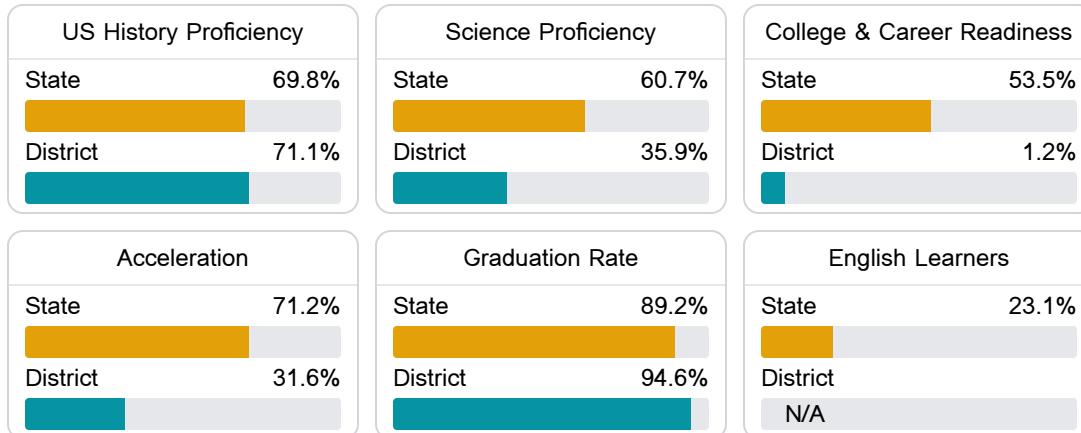 US History Proficiency
State 69.8%
District 71.1%
Science Proficiency
State 60.7%
District 35.9%
College & Career Readiness
State 53.5%
District 1.2%
Acceleration
State 71.2%
District 31.6%
Graduation Rate
State 89.2%
District 94.6%
English Learners
State 23.1%
District
N/A